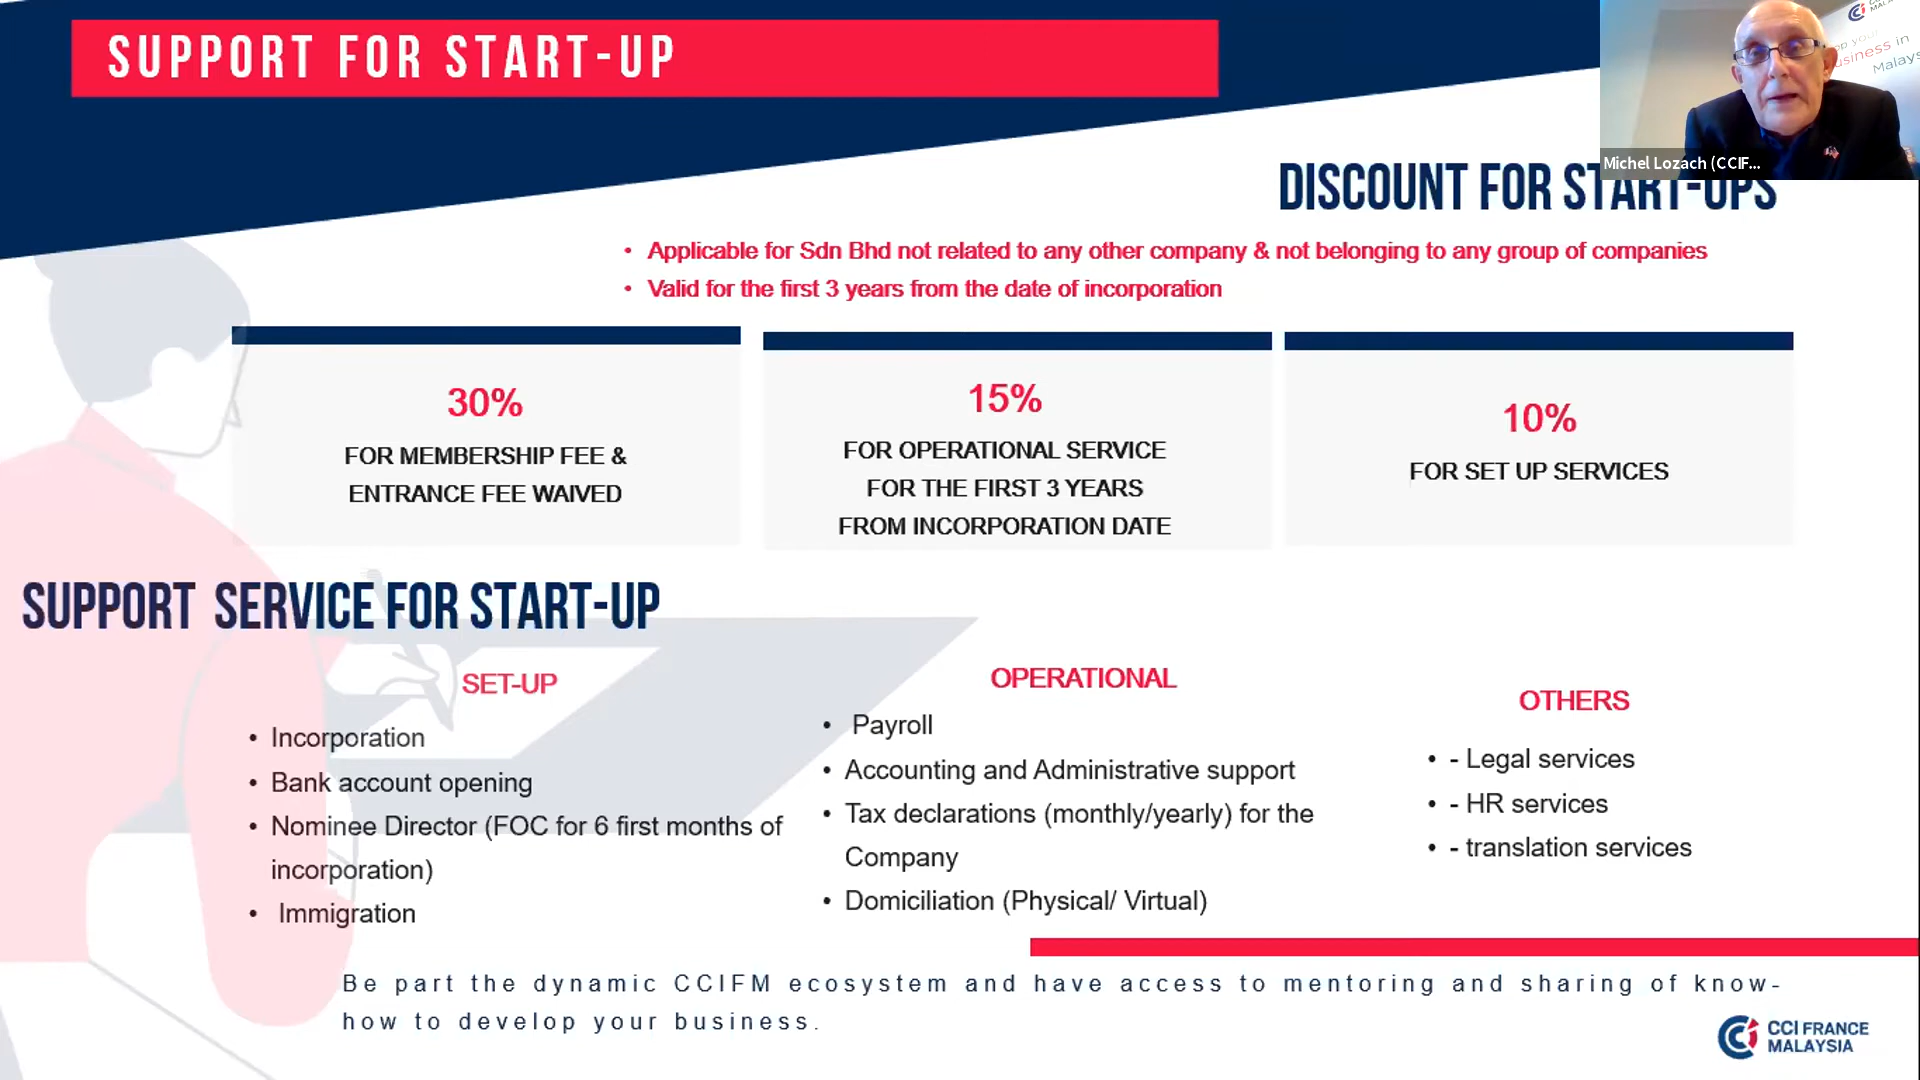 SUPPORT FOR START-UP
Michel Lozach (CCIF...
business in
DISCOUNT FOR START-UPS
• Applicable for Sdn Bhd not related to any other company & not belonging to any group of companies
• Valid for the first 3 years from the date of incorporation
30%
FOR MEMBERSHIP FEE &
ENTRANCE FEE WAIVED
15%
FOR OPERATIONAL SERVICE
FOR THE FIRST 3 YEARS
FROM INCORPORATION DATE
10%
FOR SET UP SERVICES
SUPPORT SERVICE FOR START-UP
SET-UP
• Incorporation
• Bank account opening
• Nominee Director (FOC for 6 first months of
incorporation)
• Immigration
OPERATIONAL
• Payroll
• Accounting and Administrative support
• Tax declarations (monthly/yearly) for the
Company
• Domiciliation (Physical/ Virtual)
OTHERS
• - Legal services
• - HR services
• - translation services
Be part the dynamic CCIFM ecosystem and have access to mentoring and sharing of know-
how to develop your business.
CCI FRANCE
MALAYSIA